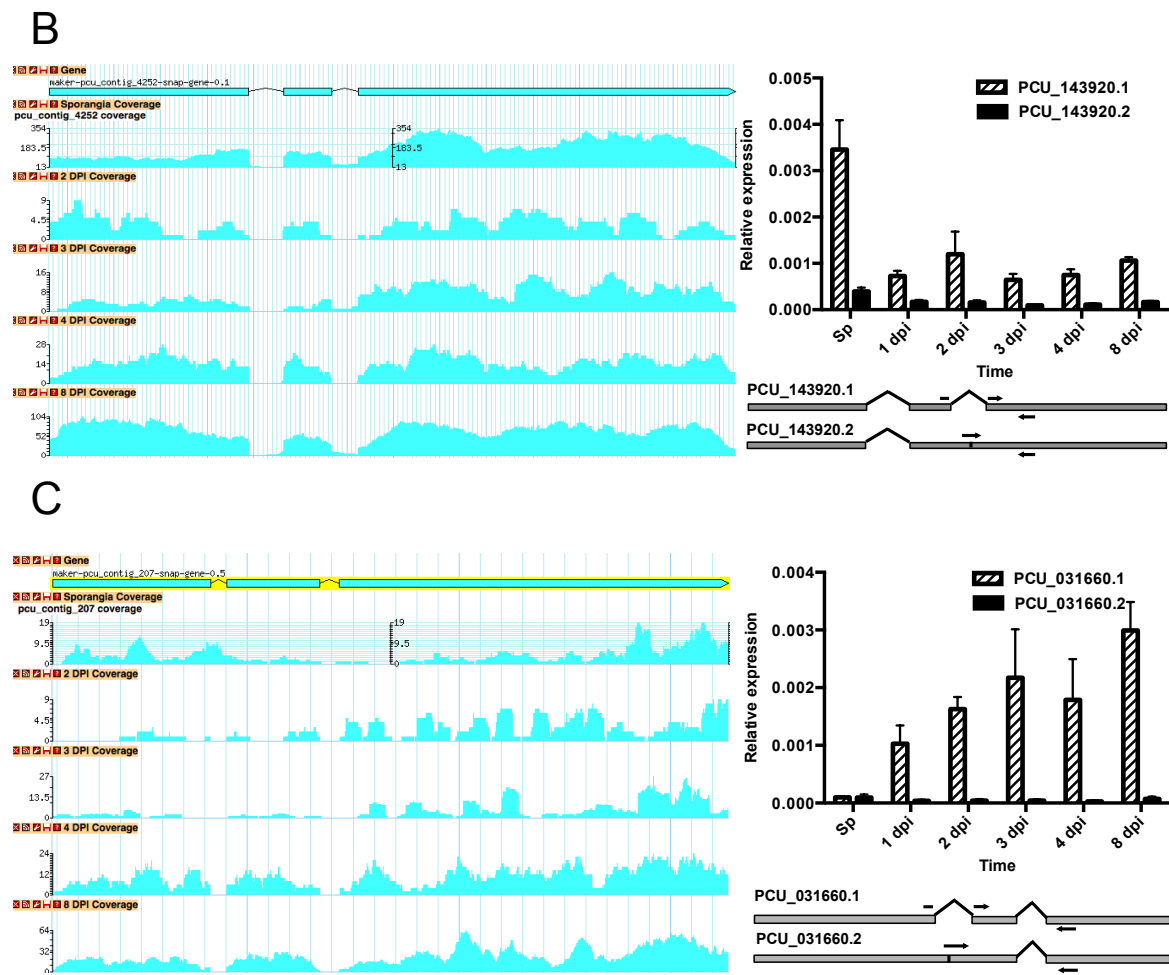 B
Gene
maker-pcu_contig_4252-snap-gene-0.1
Sporangia Coverage
pcu_contig_4252 coverage
354
183.5
13
354
183.5
13
2 DPI Coverage
9
4.5
0
3 DPI Coverage
16
8
0
4 DPI Coverage
28
14
0
8 DPI Coverage
104
52
0
Relative expression
0.005
0.004
0.003
0.002
0.001
0.000
PCU_143920.1
PCU_143920.2
Sp
1 dpi
2 dpi
3 dpi
4 dpi
8 dpi
Time
PCU_143920.1
PCU_143920.2
C
Gene
maker-pcu_contig_207-snap-gene-0.5
Sporangia Coverage
pcu_contig_207 coverage
19
9.5
0
19
9.5
0
2 DPI Coverage
9
4.5
0
3 DPI Coverage
27
13.5
0
4 DPI Coverage
24
12
0
8 DPI Coverage
64
32
0
Relative expression
0.004
0.003
0.002
0.001
0.000
PCU_031660.1
PCU_031660.2
Sp
1 dpi
2 dpi
3 dpi
4 dpi
8 dpi
Time
PCU_031660.1
PCU_031660.2